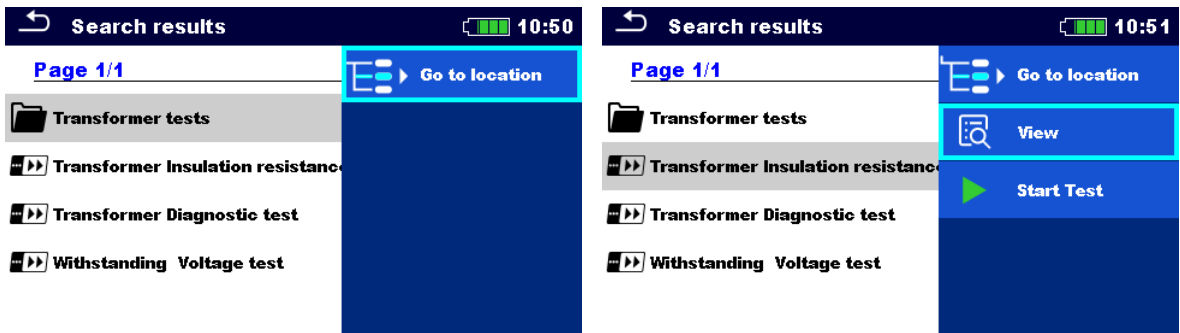 Search results 10:50
Page 1/1
Go to location
Transformer tests
Transformer Insulation resistanc
Transformer Diagnostic test
Withstanding Voltage test
Search results 10:51
Page 1/1
Go to location
Transformer tests
View
Transformer Insulation resistanc
Start Test
Transformer Diagnostic test
Withstanding Voltage test